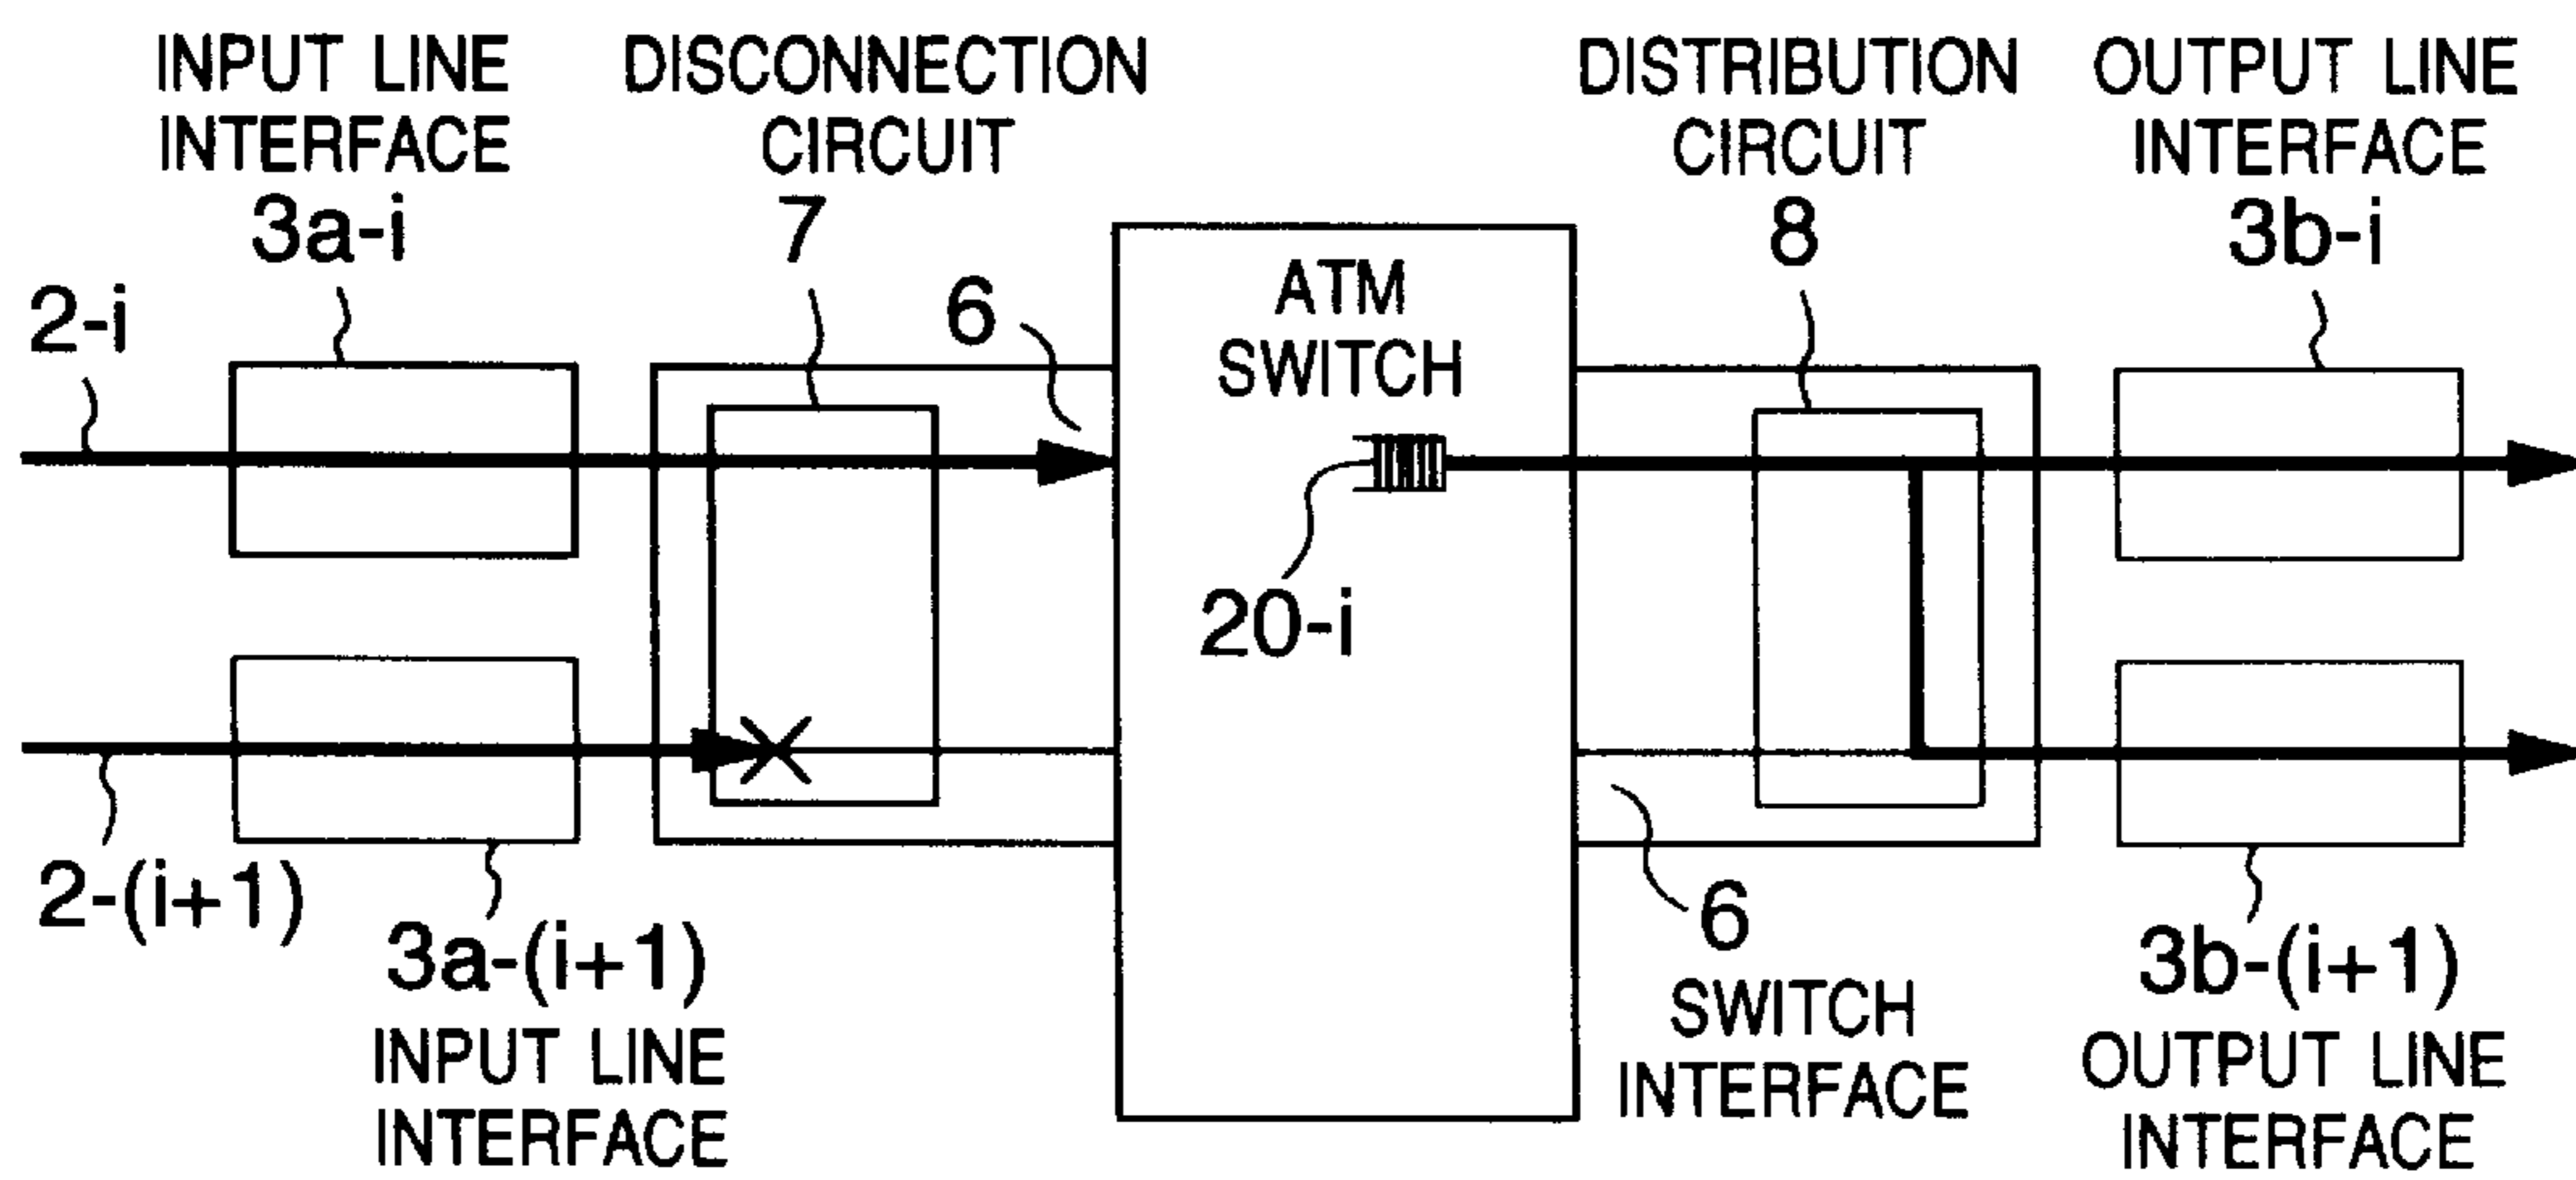 INPUT LINE
INTERFACE
3a-i
DISCONNECTION
CIRCUIT
7
DISTRIBUTION
CIRCUIT
8
OUTPUT LINE
INTERFACE
3b-i
2-i
6
ATM
SWITCH
20-i
2-(i+1)
3a-(i+1)
INPUT LINE
INTERFACE
6
SWITCH
INTERFACE
3b-(i+1)
OUTPUT LINE
INTERFACE